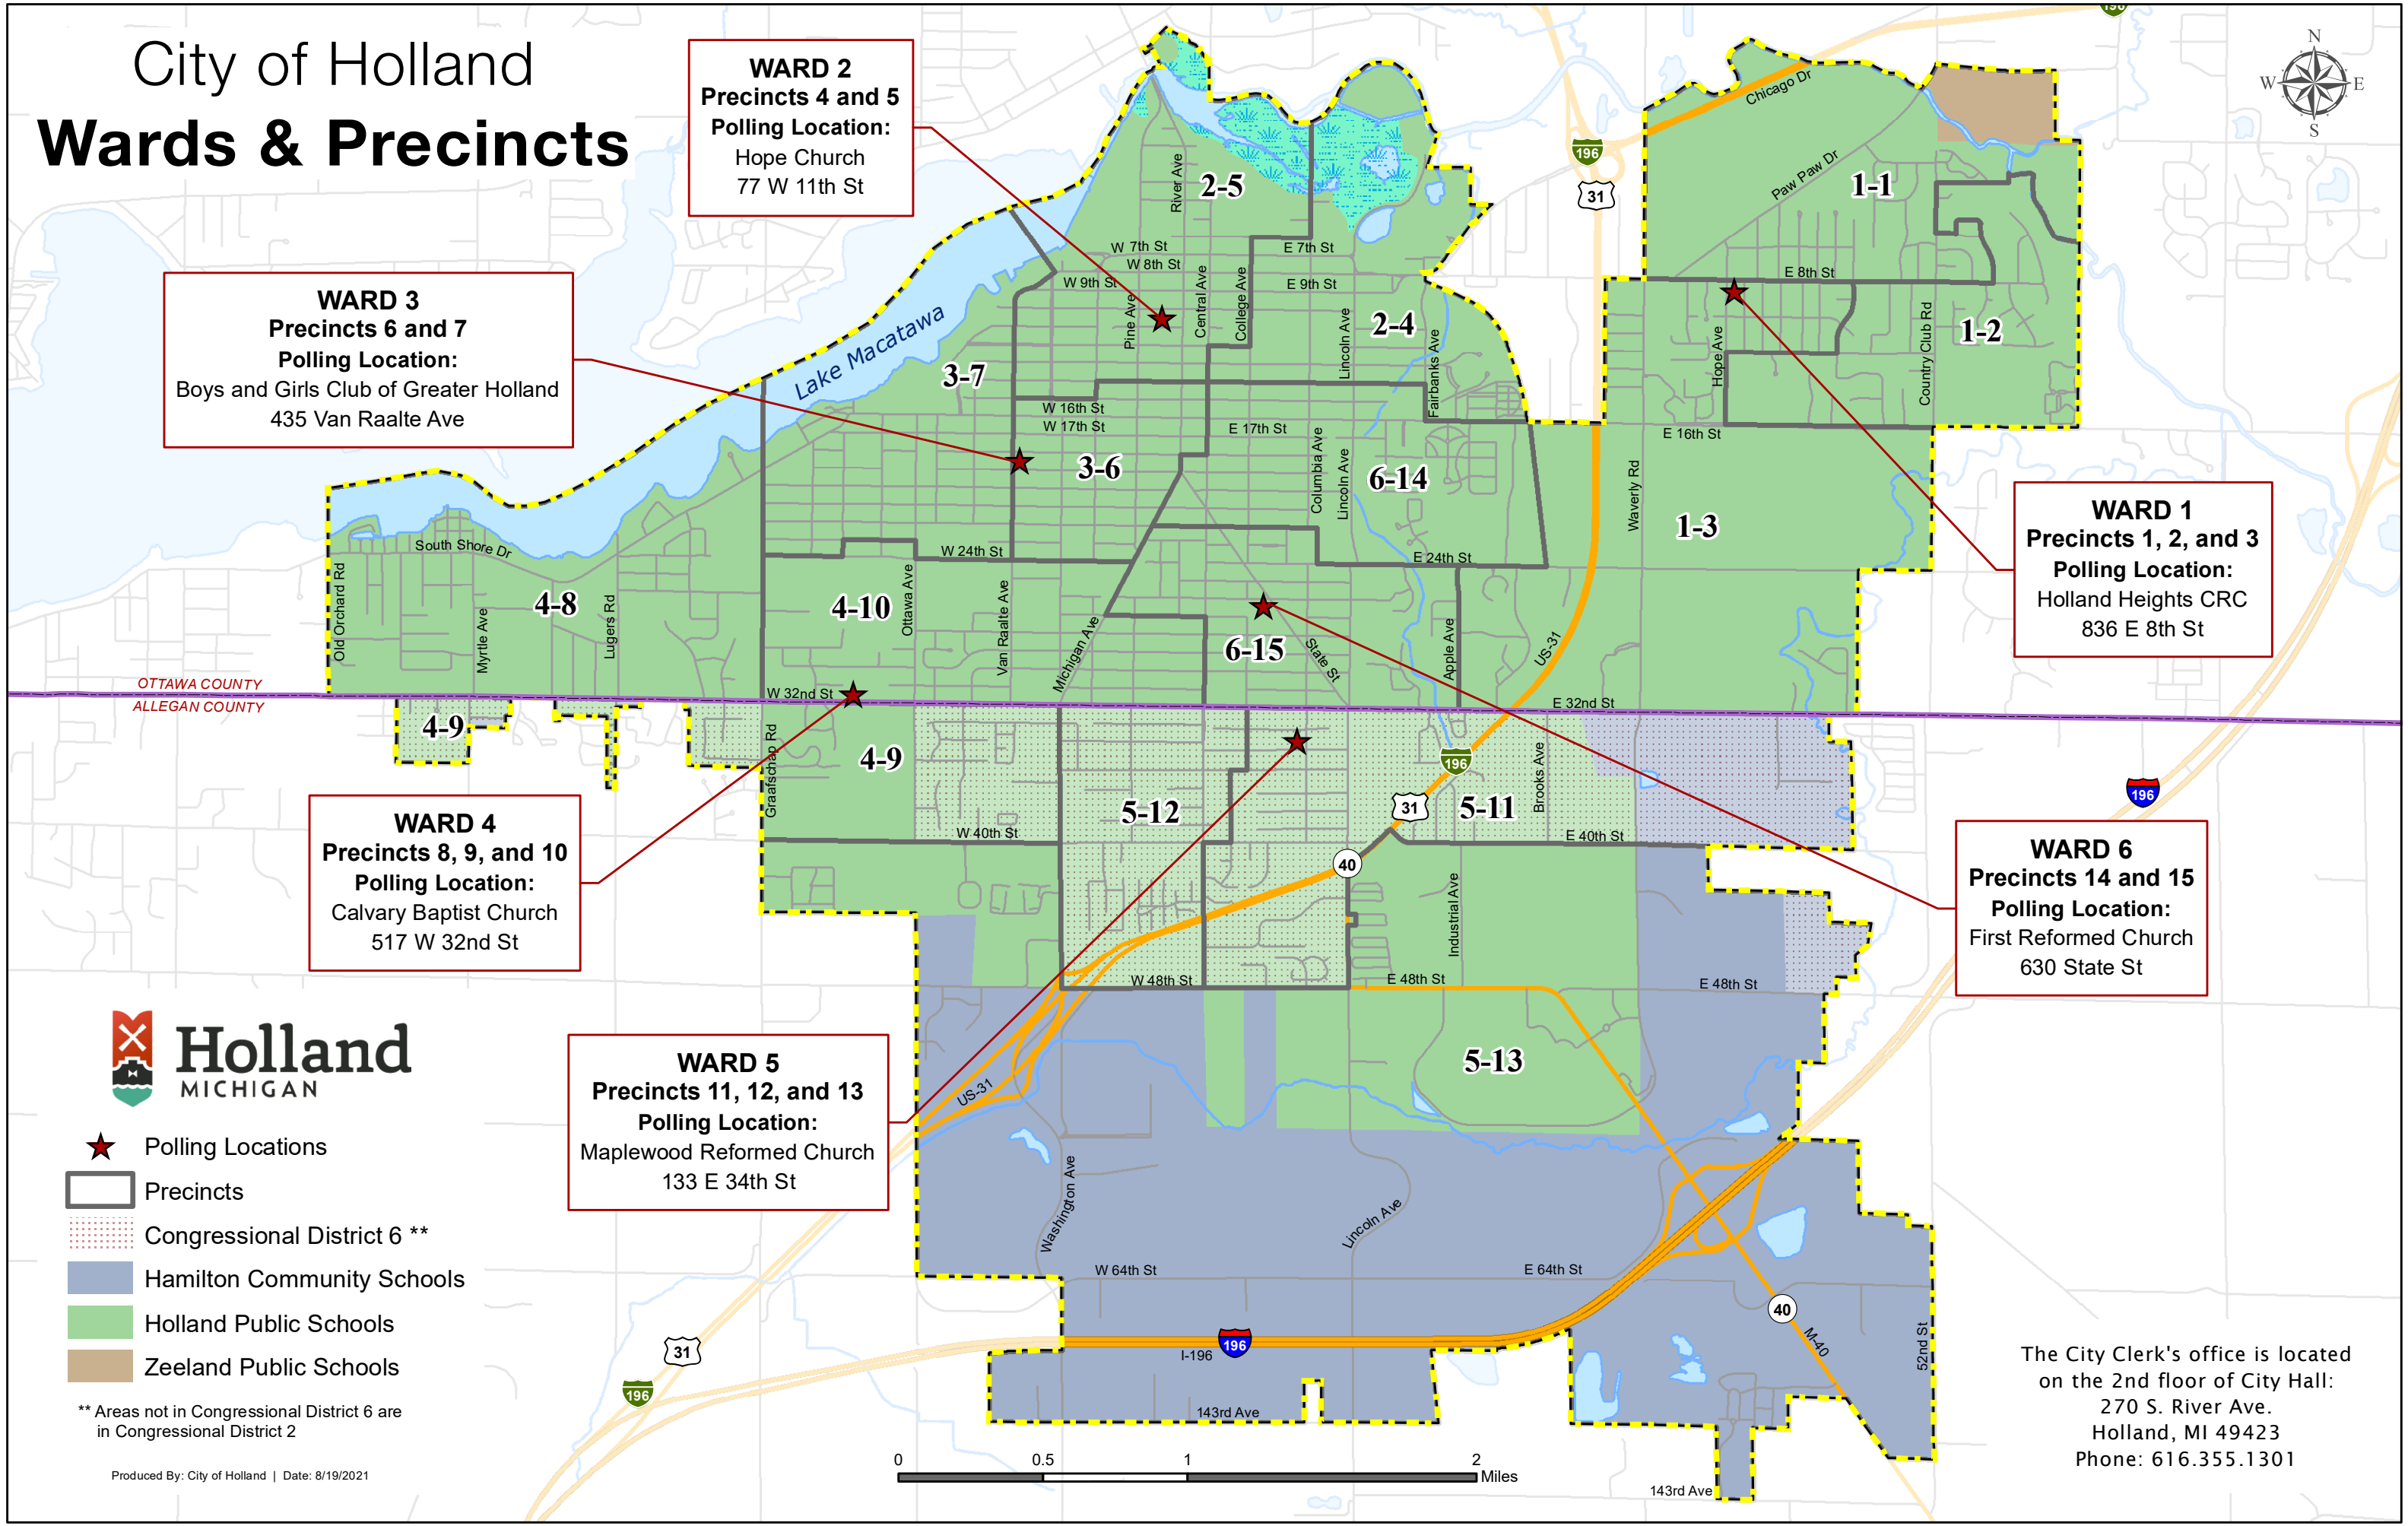 City of Holland
Wards & Precincts
WARD 2
Precincts 4 and 5
Polling Location:
Hope Church
77 W 11th St
WARD 3
Precincts 6 and 7
Polling Location:
Boys and Girls Club of Greater Holland
435 Van Raalte Ave
WARD 1
Precincts 1, 2, and 3
Polling Location:
Holland Heights CRC
836 E 8th St
WARD 4
Precincts 8, 9, and 10
Polling Location:
Calvary Baptist Church
517 W 32nd St
WARD 6
Precincts 14 and 15
Polling Location:
First Reformed Church
630 State St
WARD 5
Precincts 11, 12, and 13
Polling Location:
Maplewood Reformed Church
133 E 34th St
N
W
E
S
196
196
31
Chicago Dr
Paw Paw Dr
1-1
2-5
River Ave
W 7th St
E 7th St
W 8th St
E 8th St
W 9th St
E 9th St
Pine Ave
Central Ave
College Ave
Lincoln Ave
2-4
Fairbanks Ave
Hope Ave
Country Club Rd
1-2
Lake Macatawa
3-7
W 16th St
E 16th St
W 17th St
E 17th St
3-6
Columbia Ave
Lincoln Ave
6-14
Waverly Rd
1-3
South Shore Dr
W 24th St
E 24th St
Old Orchard Rd
Myrtle Ave
4-8
Lugers Rd
4-10
Ottawa Ave
Van Raalte Ave
Michigan Ave
6-15
State St
Apple Ave
US-31
OTTAWA COUNTY
ALLEGAN COUNTY
W 32nd St
E 32nd St
4-9
Graafschap Rd
4-9
5-12
196
31
5-11
Brooks Ave
196
W 40th St
E 40th St
40
Industrial Ave
W 48th St
E 48th St
E 48th St
5-13
US-31
Washington Ave
Lincoln Ave
W 64th St
E 64th St
40
M-40
52nd St
196
I-196
31
196
143rd Ave
143rd Ave
Holland
MICHIGAN
Polling Locations
Precincts
Congressional District 6 **
Hamilton Community Schools
Holland Public Schools
Zeeland Public Schools
** Areas not in Congressional District 6 are
in Congressional District 2
Produced By: City of Holland | Date: 8/19/2021
0 0.5 1 2
Miles
The City Clerk's office is located
on the 2nd floor of City Hall:
270 S. River Ave.
Holland, MI 49423
Phone: 616.355.1301